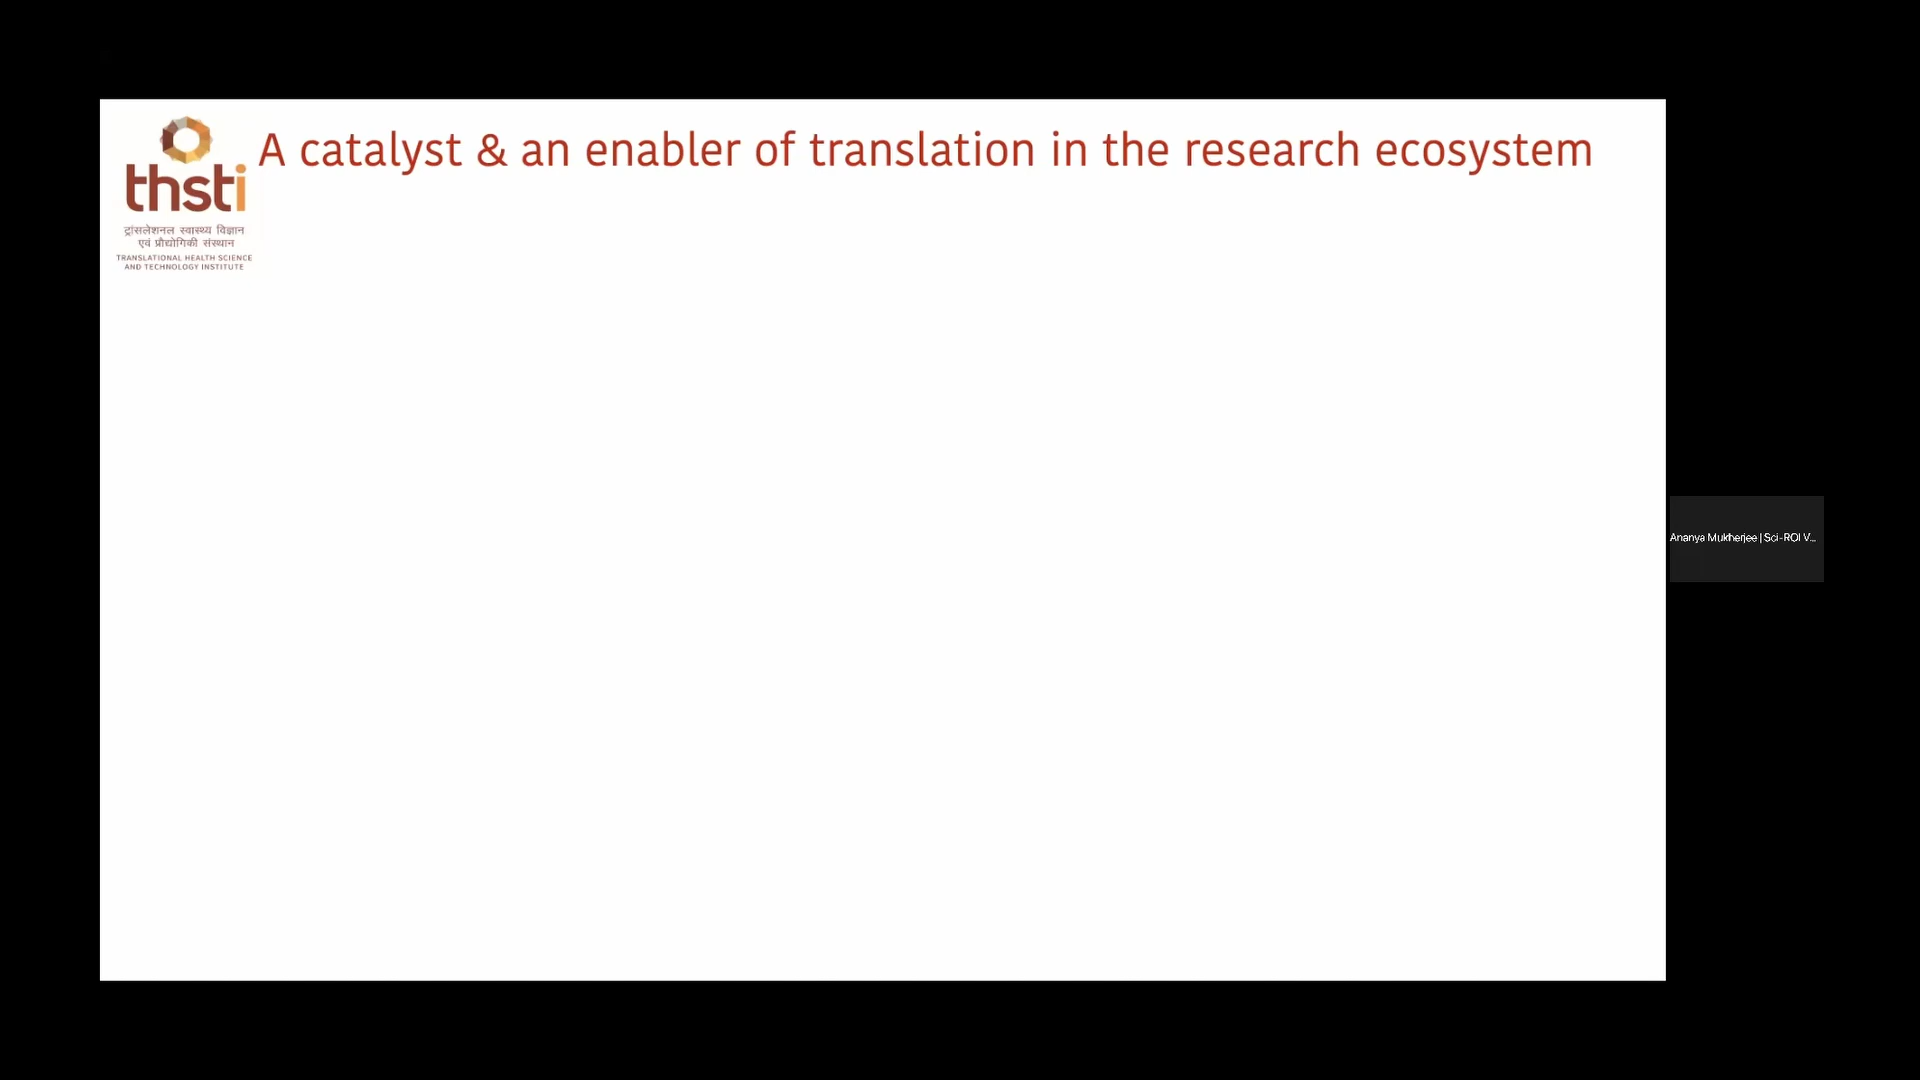 A catalyst & an enabler of translation in the research ecosystem
thsti
ट्रांसलेशनल स्वास्थ्य विज्ञान
एवं प्रौद्योगिकी संस्थान
TRANSLATIONAL HEALTH SCIENCE
AND TECHNOLOGY INSTITUTE
Ananya Mukherjee | Sci-ROI V...